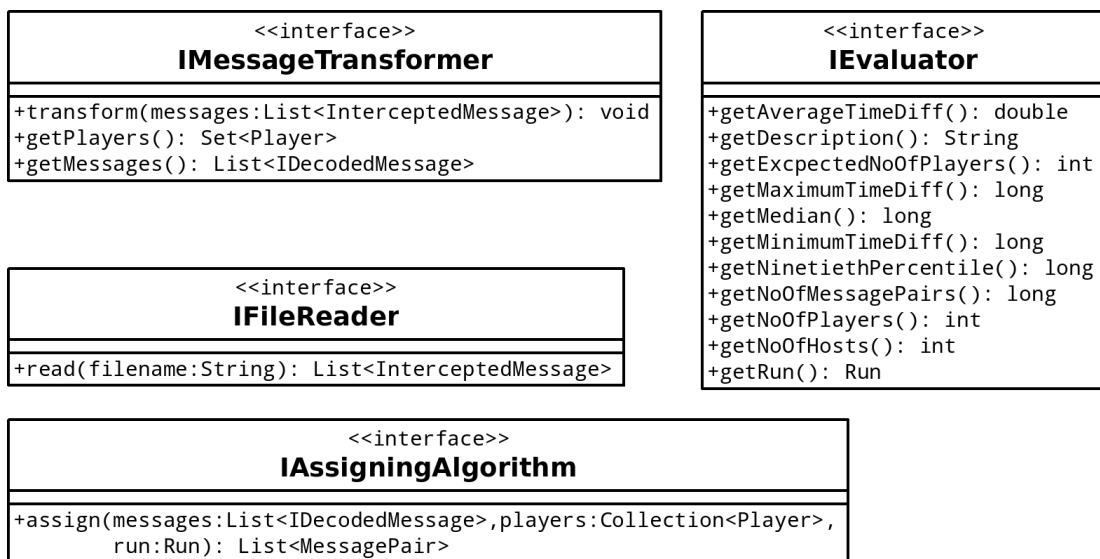 <<interface>>
IMessageTransformer
+transform(messages:List<InterceptedMessage>): void
+getPlayers(): Set<Player>
+getMessages(): List<IDecodedMessage>
<<interface>>
IEvaluator
+getAverageTimeDiff(): double
+getDescription(): String
+getExcpectedNoOfPlayers(): int
+getMaximumTimeDiff(): long
+getMedian(): long
+getMinimumTimeDiff(): long
+getNinetiethPercentile(): long
+getNoOfMessagePairs(): long
+getNoOfPlayers(): int
+getNoOfHosts(): int
+getRun(): Run
<<interface>>
IFileReader
+read(filename:String): List<InterceptedMessage>
<<interface>>
IAssigningAlgorithm
+assign(messages:List<IDecodedMessage>,players:Collection<Player>,
run:Run): List<MessagePair>